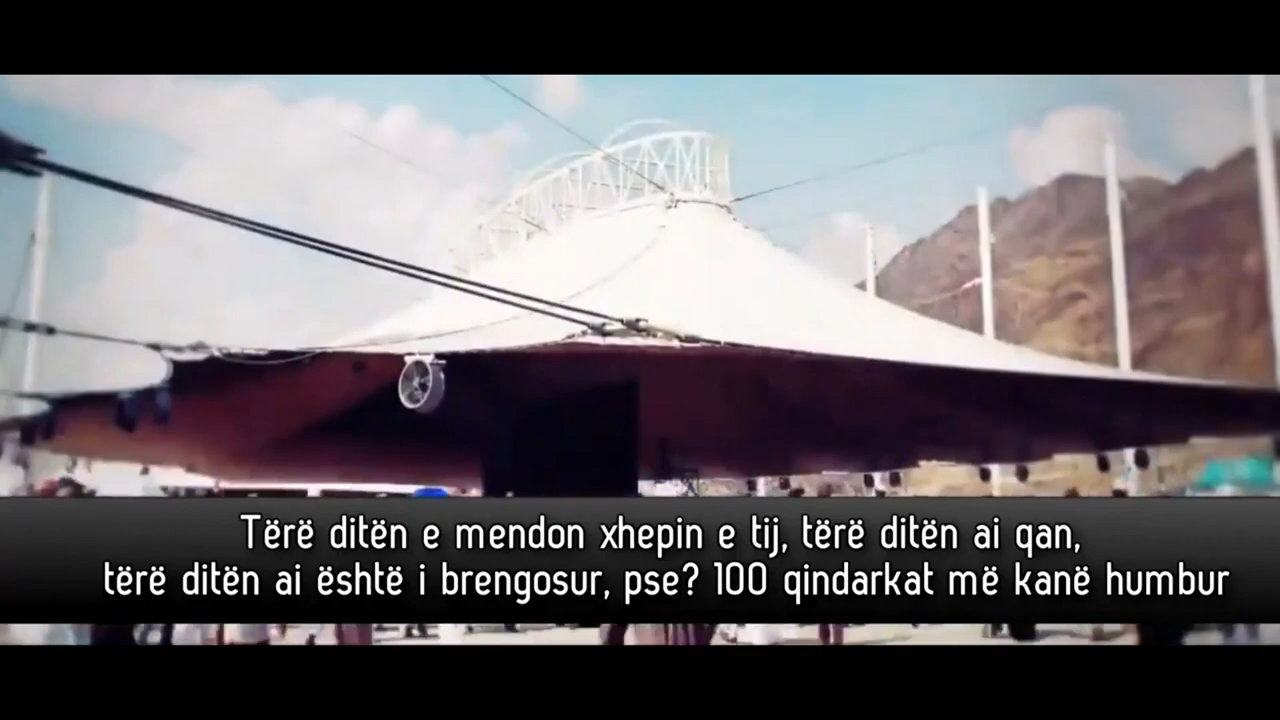 Tërë ditën e mendon xhepin e tij, tërë ditën ai qan,
tërë ditën ai është i brengosur, pse? 100 qindarkat më kanë humbur